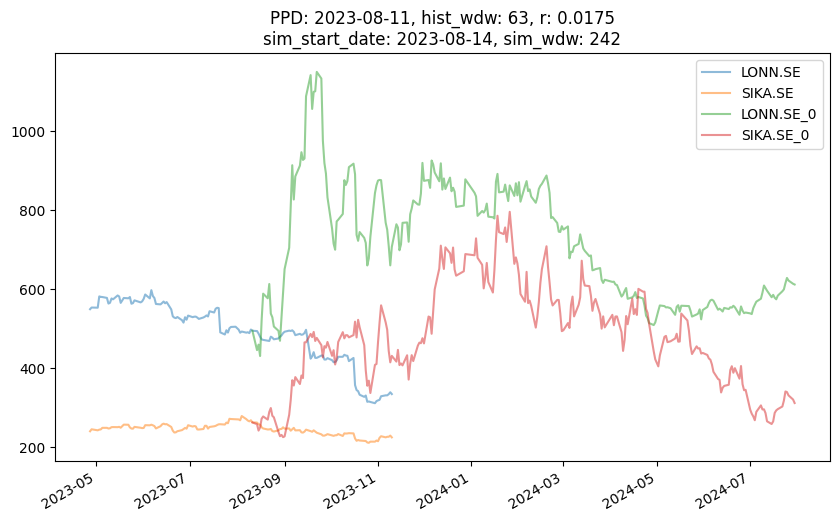 PPD: 2023-08-11, hist_wdw: 63, r: 0.0175
sim_start_date: 2023-08-14, sim_wdw: 242
LONN.SE
SIKA.SE
LONN.SE_0
SIKA.SE_0
1000
800
600
400
200
2023-05
2023-07
2023-09
2023-11
2024-01
2024-03
2024-05
2024-07